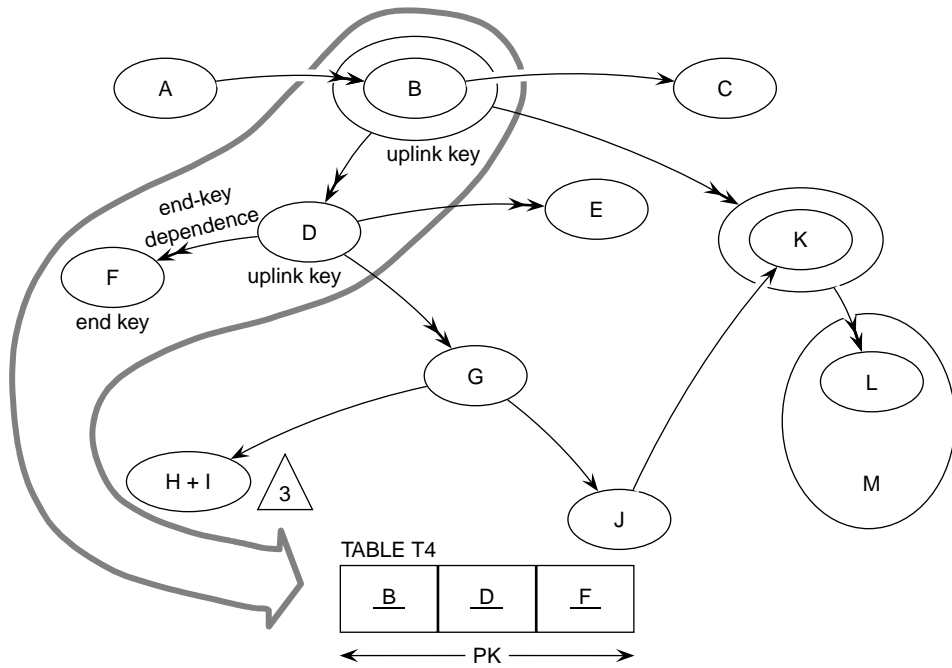 A
B
C
uplink key
end-key
dependence
D
E
K
F
uplink key
end key
G
L
H + I
3
M
J
TABLE T4
B
D
F
PK